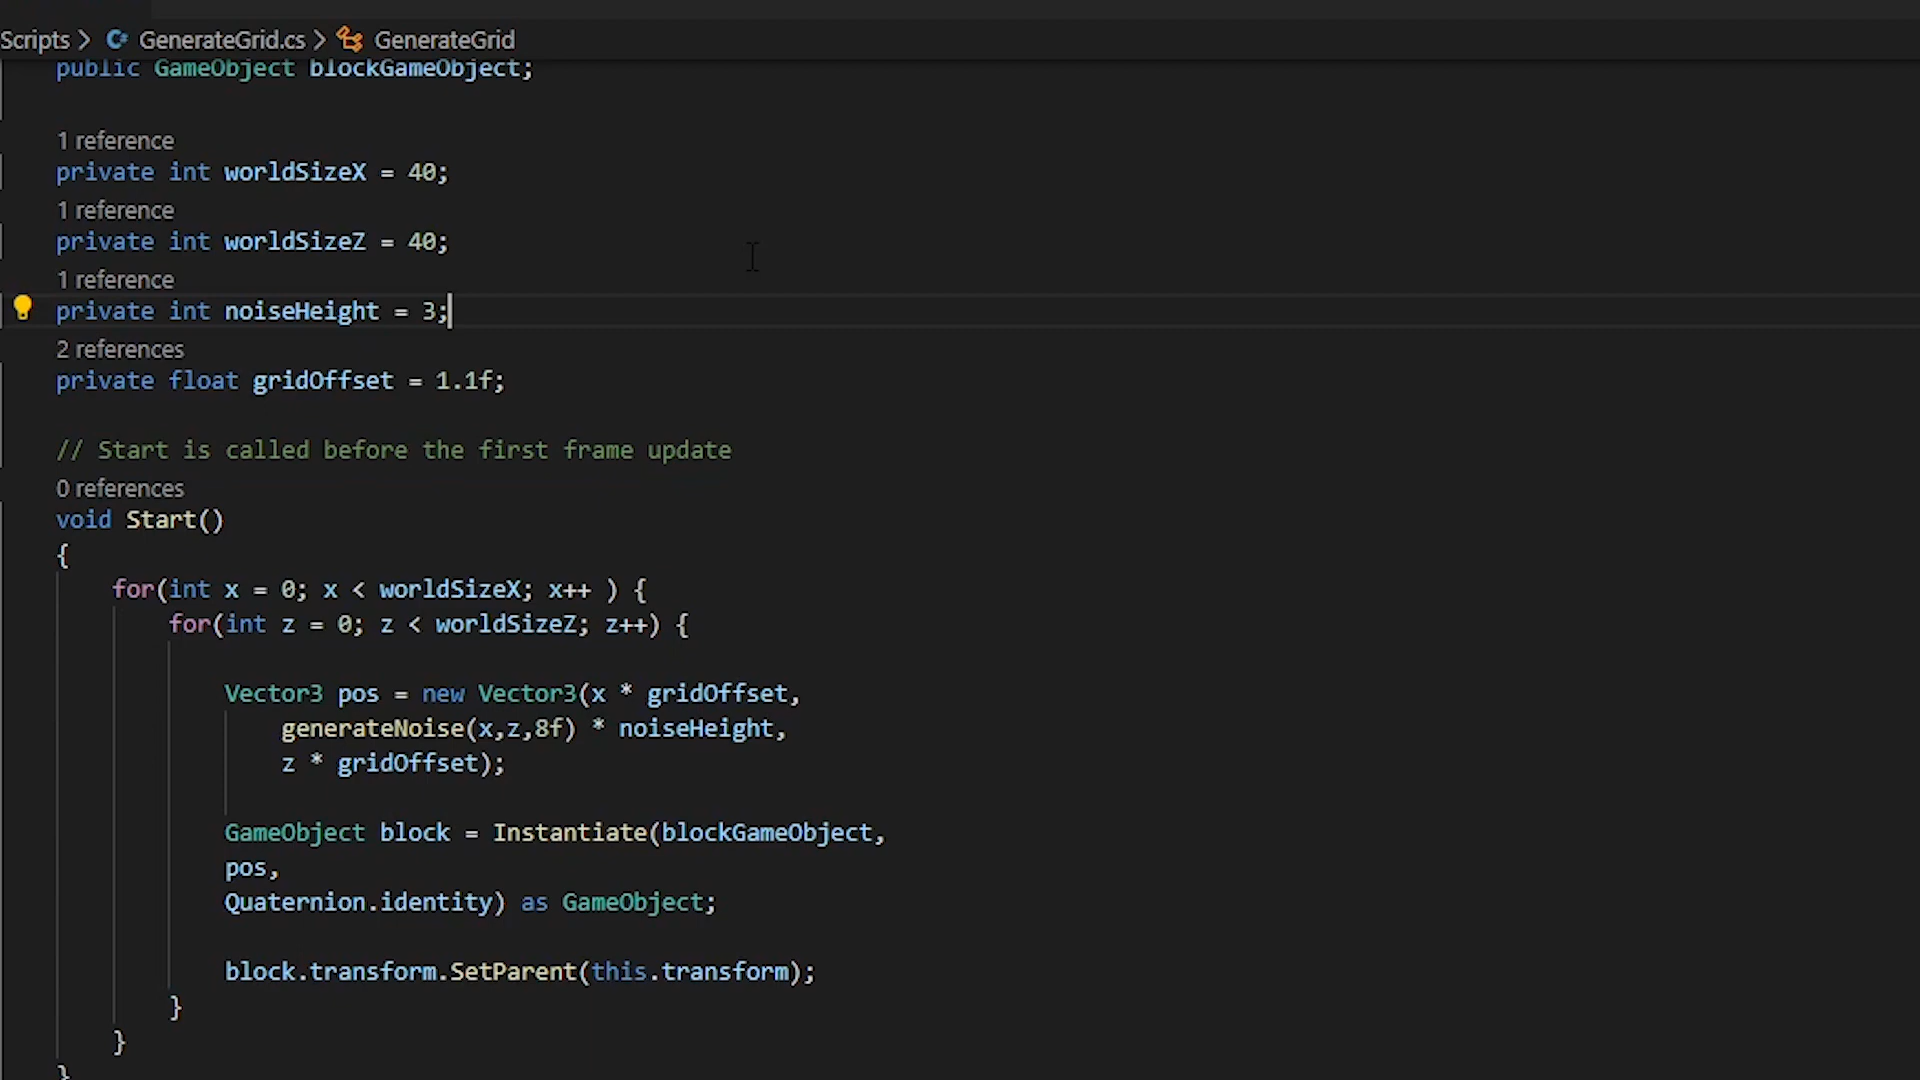 Scripts > GenerateGrid.cs > GenerateGrid
public GameObject blockGameObject;
1 reference
private int worldSizeX = 40;
1 reference
private int worldSizeZ = 40;
1 reference
private int noiseHeight = 3;
2 references
private float gridOffset = 1.1f;
// Start is called before the first frame update
0 references
void Start()
{
for(int x = 0; x < worldSizeX; x++ ) {
for(int z = 0; z < worldSizeZ; z++) {
Vector3 pos = new Vector3(x * gridOffset,
generateNoise(x,z,8f) * noiseHeight,
z * gridOffset);
GameObject block = Instantiate(blockGameObject,
pos,
Quaternion.identity) as GameObject;
block.transform.SetParent(this.transform);
}
}
}